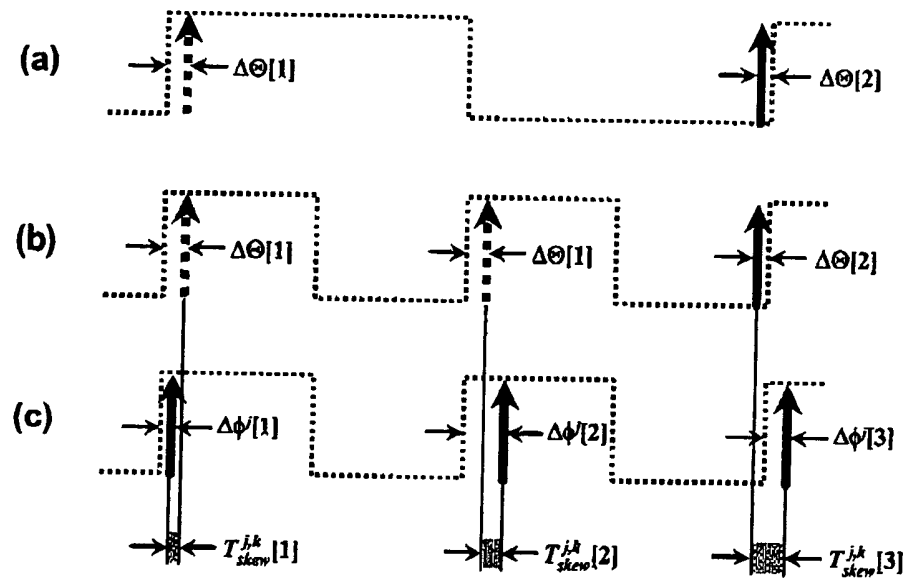 (a) ΔΘ[1] ΔΘ[2]
(b) ΔΘ[1] ΔΘ[1] ΔΘ[2]
(c) Δϕʲ[1] Δϕʲ[2] Δϕʲ[3]
T_skew^{j,k}[1] T_skew^{j,k}[2] T_skew^{j,k}[3]